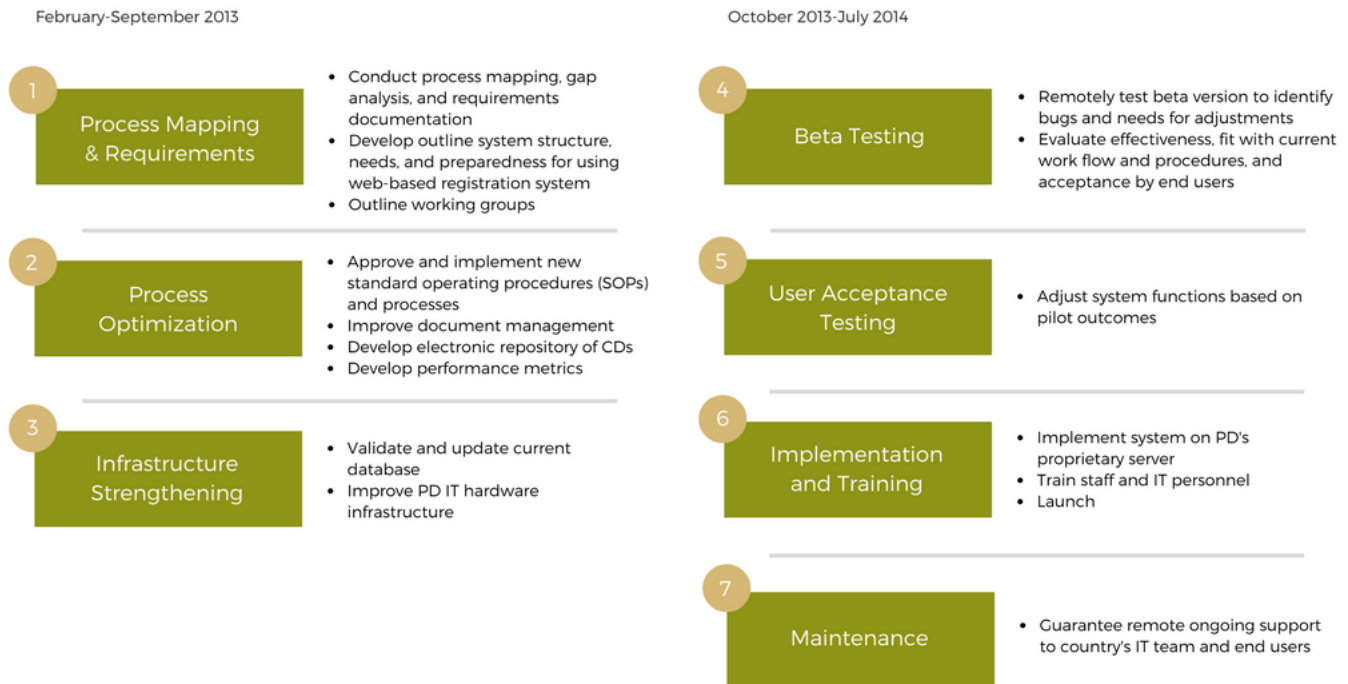 February-September 2013
1
Process Mapping
& Requirements
• Conduct process mapping, gap
analysis, and requirements
documentation
• Develop outline system structure,
needs, and preparedness for using
web-based registration system
• Outline working groups
2
Process
Optimization
• Approve and implement new
standard operating procedures (SOPs)
and processes
• Improve document management
• Develop electronic repository of CDs
• Develop performance metrics
3
Infrastructure
Strengthening
• Validate and update current
database
• Improve PD IT hardware
infrastructure
October 2013-July 2014
4
Beta Testing
• Remotely test beta version to identify
bugs and needs for adjustments
• Evaluate effectiveness, fit with current
work flow and procedures, and
acceptance by end users
5
User Acceptance
Testing
• Adjust system functions based on
pilot outcomes
6
Implementation
and Training
• Implement system on PD's
proprietary server
• Train staff and IT personnel
• Launch
7
Maintenance
• Guarantee remote ongoing support
to country's IT team and end users